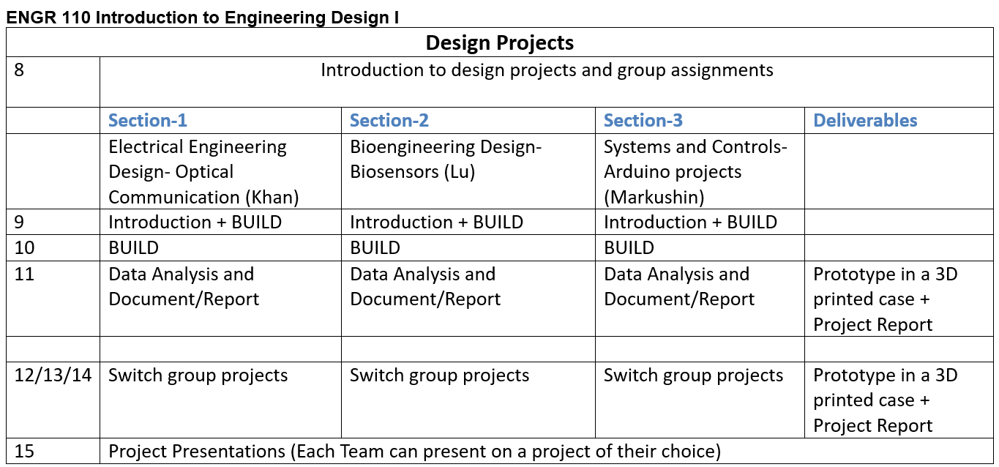 ENGR 110 Introduction to Engineering Design I
Design Projects
8 Introduction to design projects and group assignments
Section-1 Section-2 Section-3 Deliverables
Electrical Engineering Bioengineering Design- Systems and Controls-
Design- Optical Biosensors (Lu) Arduino projects
Communication (Khan) (Markushin)
9 Introduction + BUILD Introduction + BUILD Introduction + BUILD
10 BUILD BUILD BUILD
11 Data Analysis and Data Analysis and Data Analysis and Prototype in a 3D
Document/Report Document/Report Document/Report printed case +
Project Report
12/13/14 Switch group projects Switch group projects Switch group projects Prototype in a 3D
printed case +
Project Report
15 Project Presentations (Each Team can present on a project of their choice)